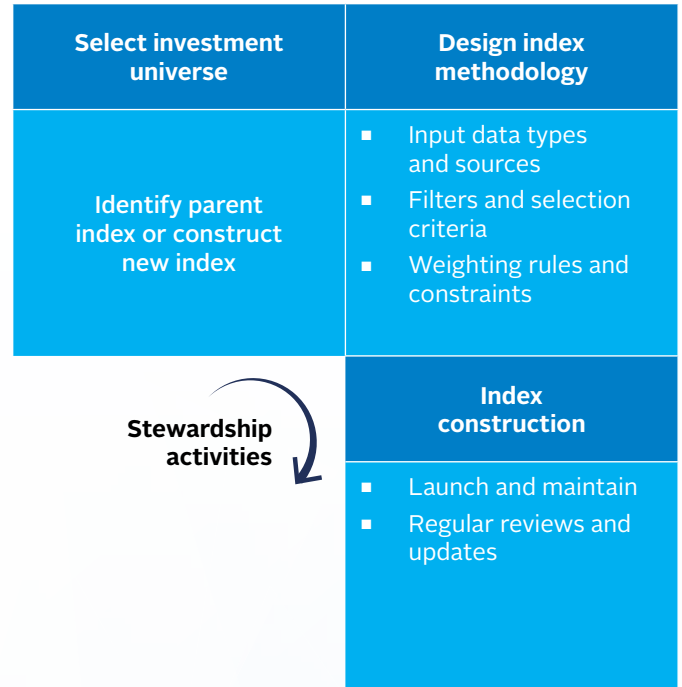 Select investment
universe
Design index
methodology
Identify parent
index or construct
new index
▪ Input data types
and sources
▪ Filters and selection
criteria
▪ Weighting rules and
constraints
Stewardship
activities
Index
construction
▪ Launch and maintain
▪ Regular reviews and
updates